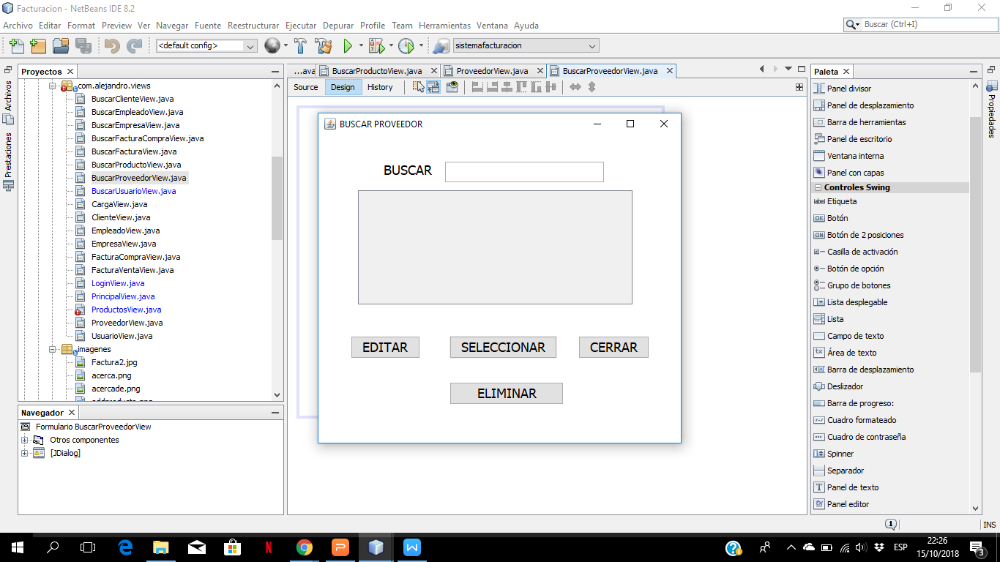 Facturacion - NetBeans IDE 8.2
Archivo Editar Format Preview Ver Navegar Fuente Reestructurar Ejecutar Depurar Profile Team Herramientas Ventana Ayuda
Buscar (Ctrl+I)
<default config>
sistemafacturacion
Archivos
Prestaciones
Proyectos
com.alejandro.views
BuscarClienteView.java
BuscarEmpleadoView.java
BuscarEmpresaView.java
BuscarFacturaCompraView.java
BuscarFacturaView.java
BuscarProductoView.java
BuscarProveedorView.java
BuscarUsuarioView.java
CargaView.java
ClienteView.java
EmpleadoView.java
EmpresaView.java
FacturaCompraView.java
FacturaVentaView.java
LoginView.java
PrincipalView.java
ProductosView.java
ProveedorView.java
UsuarioView.java
imagenes
Factura2.jpg
acerca.png
acercade.png
addproducto.png
Navegador
Formulario BuscarProveedorView
Otros componentes
[JDialog]
...ava BuscarProductoView.java ProveedorView.java BuscarProveedorView.java
Source Design History
BUSCAR PROVEEDOR
BUSCAR
EDITAR SELECCIONAR CERRAR
ELIMINAR
Paleta
Panel divisor
Panel de desplazamiento
Barra de herramientas
Panel de escritorio
Ventana interna
Panel con capas
Controles Swing
label Etiqueta
OK Botón
ON Botón de 2 posiciones
Casilla de activación
Botón de opción
Grupo de botones
Lista desplegable
Lista
Campo de texto
Área de texto
Barra de desplazamiento
Deslizador
Barra de progreso:
Cuadro formateado
Cuadro de contraseña
Spinner
Separador
Panel de texto
Panel editor
Propiedades
1
INS
ESP
22:26
15/10/2018
3